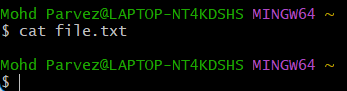 Mohd Parvez@LAPTOP-NT4KDSHS MINGW64 ~
$ cat file.txt
Mohd Parvez@LAPTOP-NT4KDSHS MINGW64 ~
$